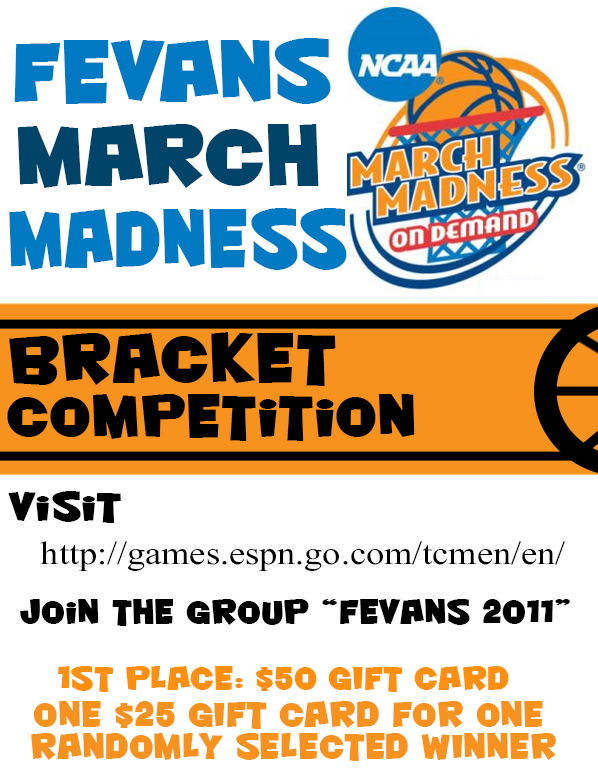 FEVANS
MARCH
MADNESS
NCAA®
MARCH
MADNESS®
ON DEMAND
BRACKET
COMPETiTiON
ViSiT
http://games.espn.go.com/tcmen/en/
JOiN THE GROUP “FEVANS 2011”
1ST PLACE: $50 GIFT CARD
ONE $25 GIFT CARD FOR ONE
RANDOMLY SELECTED WINNER